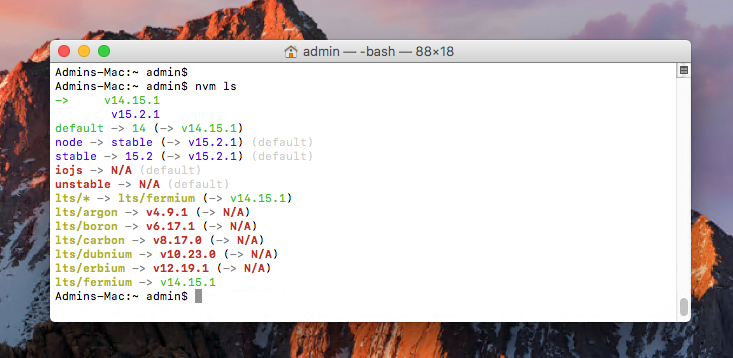 admin — -bash — 88×18
Admins-Mac:~ admin$
Admins-Mac:~ admin$ nvm ls
->     v14.15.1
       v15.2.1
default -> 14 (-> v14.15.1)
node -> stable (-> v15.2.1) (default)
stable -> 15.2 (-> v15.2.1) (default)
iojs -> N/A (default)
unstable -> N/A (default)
lts/* -> lts/fermium (-> v14.15.1)
lts/argon -> v4.9.1 (-> N/A)
lts/boron -> v6.17.1 (-> N/A)
lts/carbon -> v8.17.0 (-> N/A)
lts/dubnium -> v10.23.0 (-> N/A)
lts/erbium -> v12.19.1 (-> N/A)
lts/fermium -> v14.15.1
Admins-Mac:~ admin$